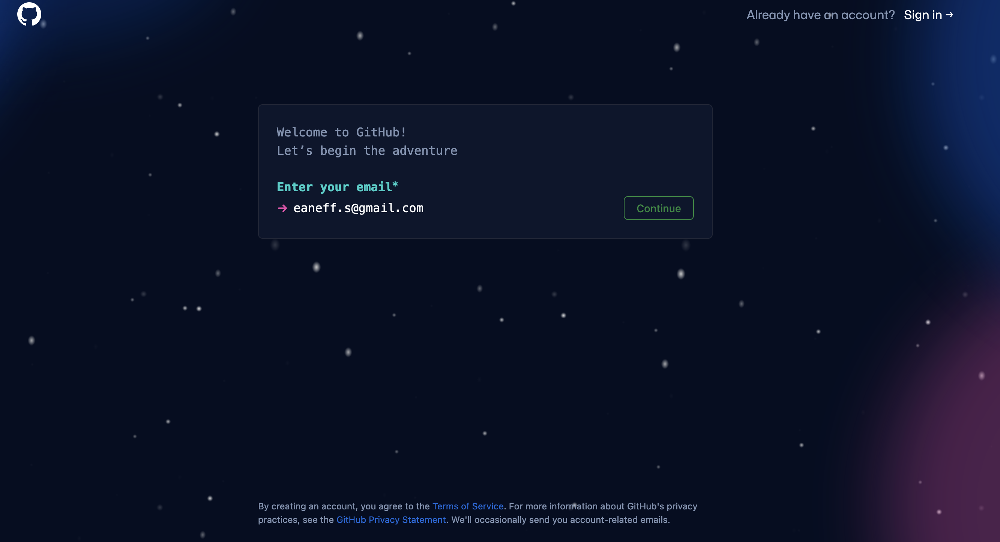 Already have an account? Sign in →
Welcome to GitHub!
Let’s begin the adventure
Enter your email*
→ eaneff.s@gmail.com
Continue
By creating an account, you agree to the Terms of Service. For more information about GitHub's privacy
practices, see the GitHub Privacy Statement. We'll occasionally send you account-related emails.